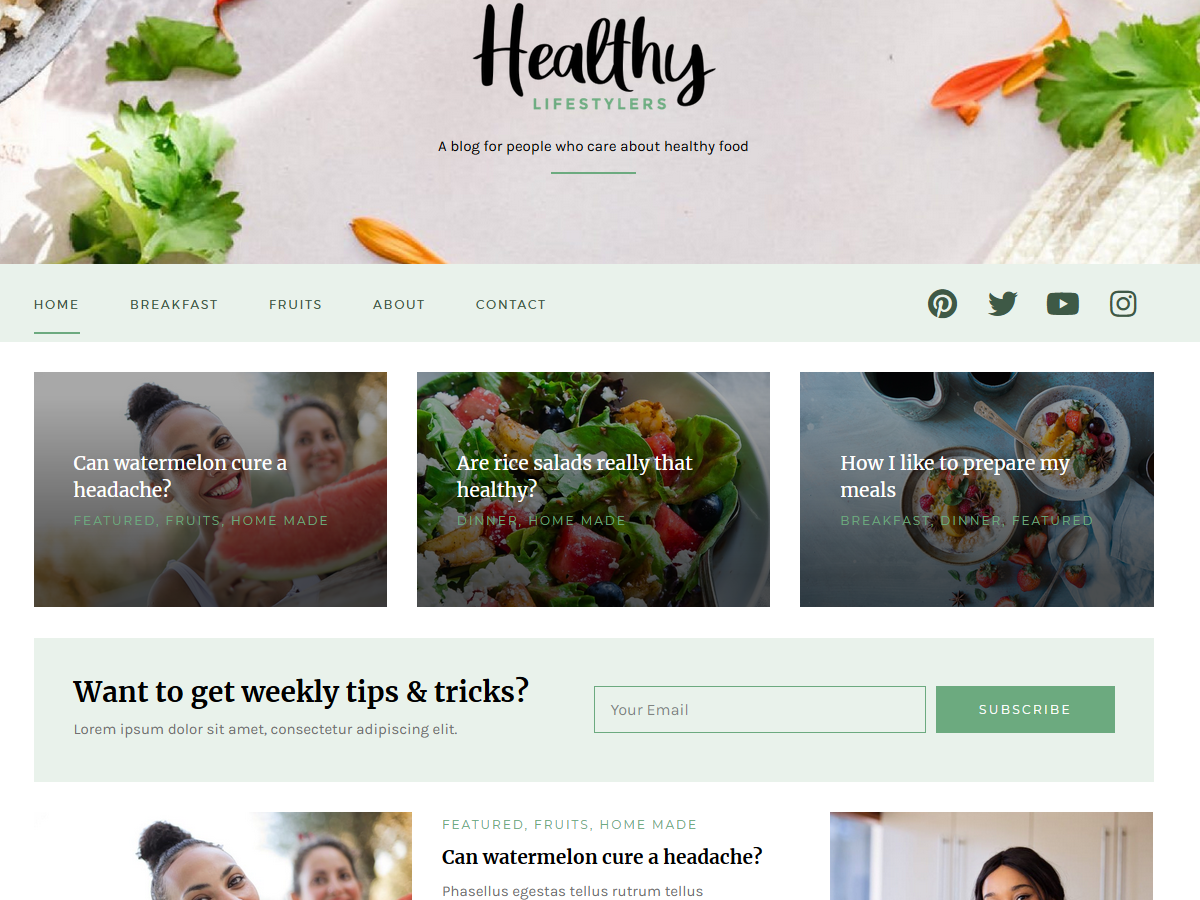 Healthy
LIFESTYLERS
A blog for people who care about healthy food
HOME BREAKFAST FRUITS ABOUT CONTACT
Can watermelon cure a
headache?
FEATURED, FRUITS, HOME MADE
Are rice salads really that
healthy?
DINNER, HOME MADE
How I like to prepare my
meals
BREAKFAST, DINNER, FEATURED
Want to get weekly tips & tricks?
Lorem ipsum dolor sit amet, consectetur adipiscing elit.
Your Email
SUBSCRIBE
FEATURED, FRUITS, HOME MADE
Can watermelon cure a headache?
Phasellus egestas tellus rutrum tellus